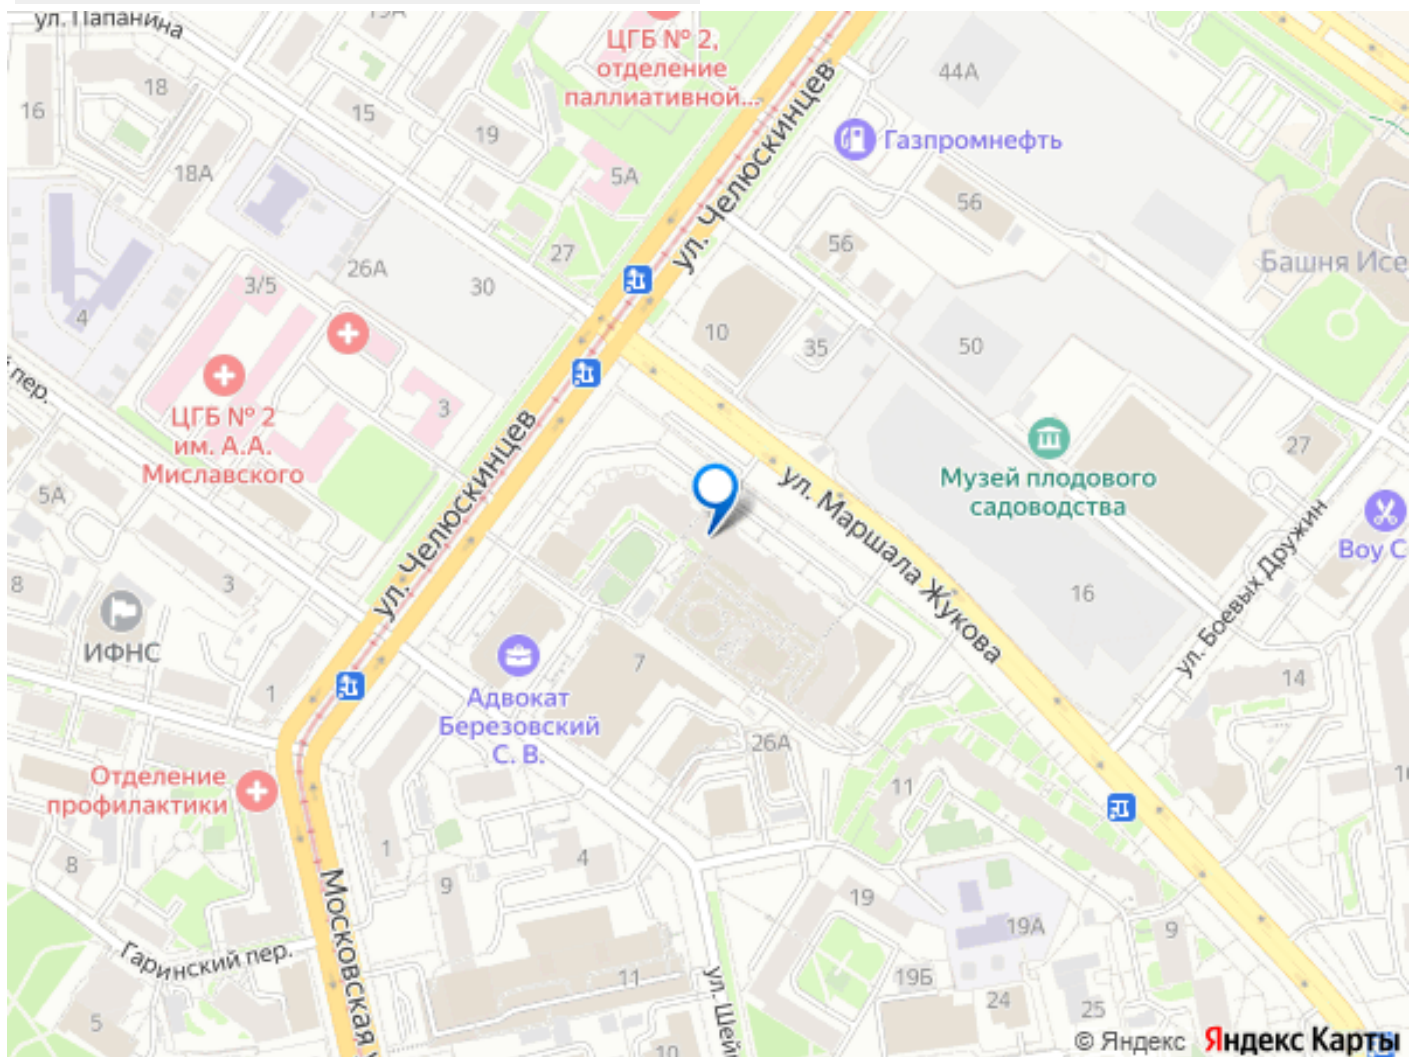 ул. Папанина
19А
ЦГБ № 2,
отделение
паллиативной...
44А
18
16
15
19
Газпромнефть
18А
5А
56
ул. Челюскинцев
27
56
26А
Башня Исе
3/5
30
4
10
35
50
й пер.
3
ЦГБ № 2
им. А.А.
Миславского
27
ул. Челюскинцев
Музей плодового
садоводства
5А
ул. Маршала Жукова
Воу С
8
3
16
ул. Боевых Дружин
ИФНС
7
14
1
Адвокат
Березовский
С. В.
26А
Отделение
профилактики
11
1
4
8
9
19
19А
9
Московская у
Гаринский пер.
11
19Б
24
25
ул. Шей
5
10
© Яндекс Яндекс Карты